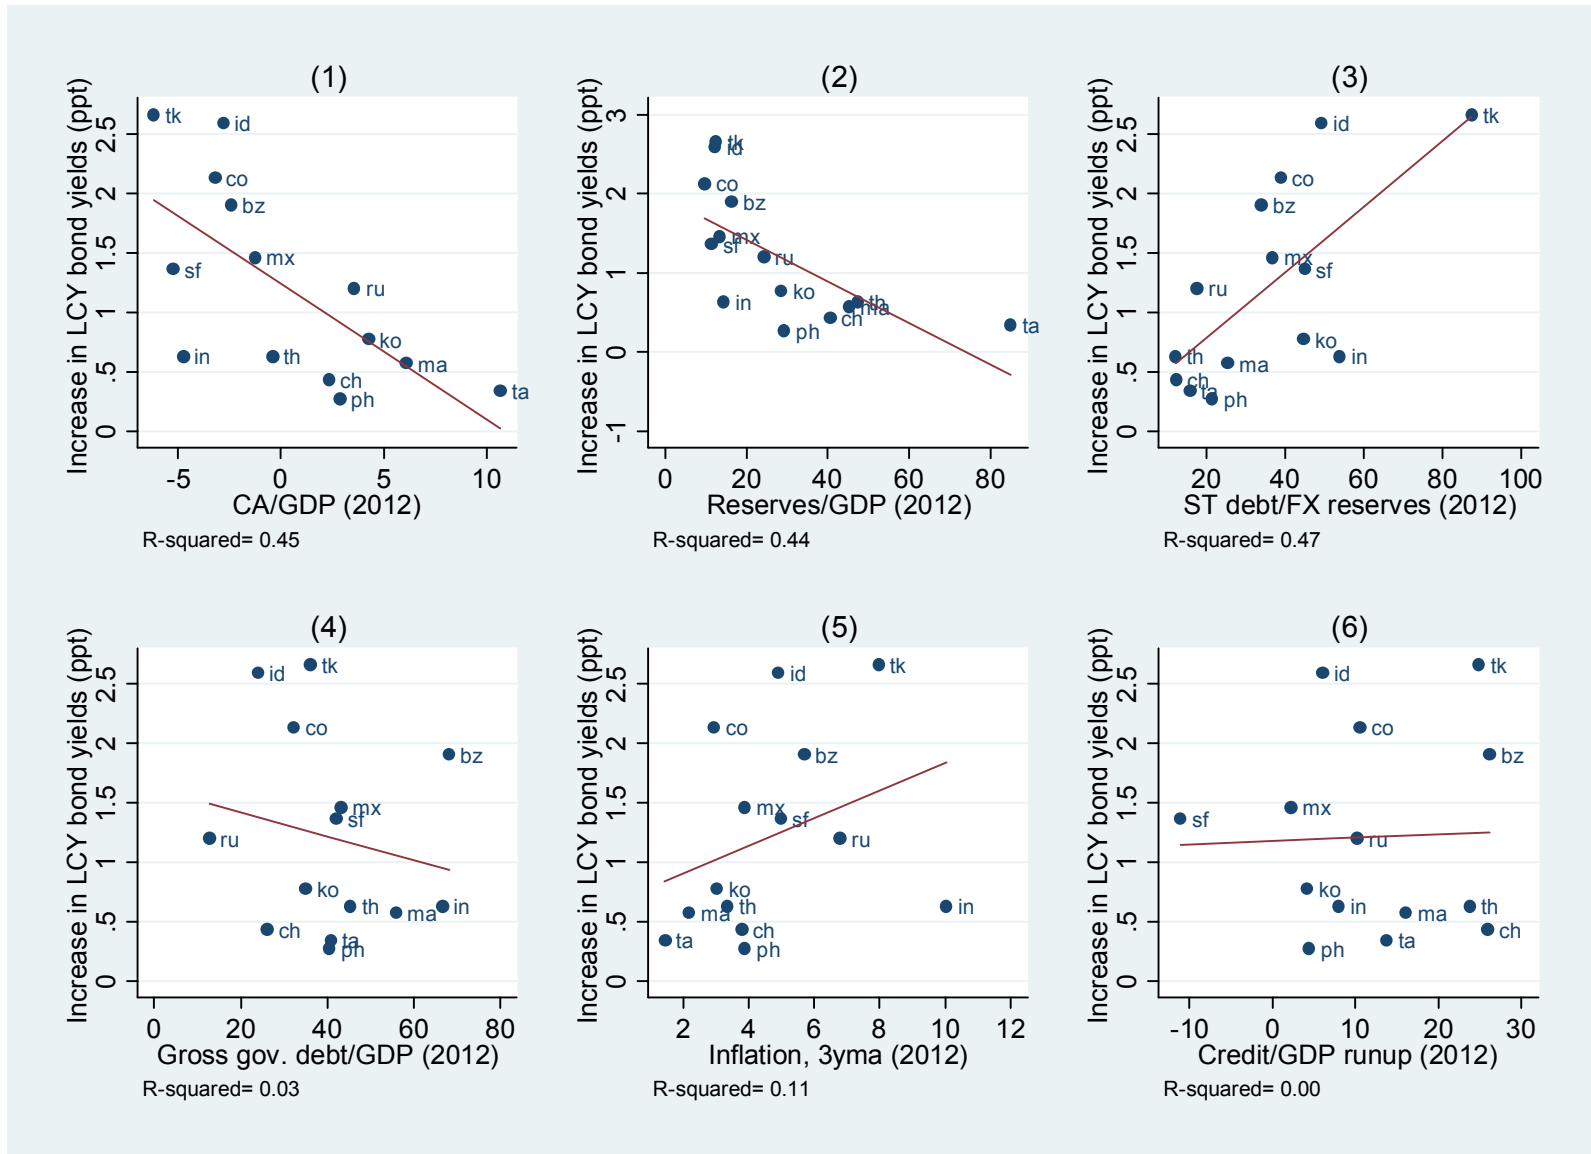 (1)
Increase in LCY bond yields (ppt)
0 .5 1 1.5 2 2.5
tk
id
co
bz
mx
sf
ru
ko
in
th
ma
ch
ph
ta
-5 0 5 10
CA/GDP (2012)
R-squared= 0.45
(2)
Increase in LCY bond yields (ppt)
-1 0 1 2 3
tk
id
co
bz
mx
sf
ru
ko
in
th
ma
ch
ph
ta
0 20 40 60 80
Reserves/GDP (2012)
R-squared= 0.44
(3)
Increase in LCY bond yields (ppt)
0 .5 1 1.5 2 2.5
tk
id
co
bz
mx
sf
ru
ko
in
th
ma
ch
ta
ph
20 40 60 80 100
ST debt/FX reserves (2012)
R-squared= 0.47
(4)
Increase in LCY bond yields (ppt)
0 .5 1 1.5 2 2.5
tk
id
co
bz
mx
sf
ru
ko
th
ma
in
ch
ta
ph
0 20 40 60 80
Gross gov. debt/GDP (2012)
R-squared= 0.03
(5)
Increase in LCY bond yields (ppt)
0 .5 1 1.5 2 2.5
tk
id
co
bz
mx
sf
ru
ko
ma
th
in
ta
ch
ph
2 4 6 8 10 12
Inflation, 3yma (2012)
R-squared= 0.11
(6)
Increase in LCY bond yields (ppt)
0 .5 1 1.5 2 2.5
tk
id
co
bz
mx
sf
ru
ko
in
ma
th
ch
ta
ph
-10 0 10 20 30
Credit/GDP runup (2012)
R-squared= 0.00